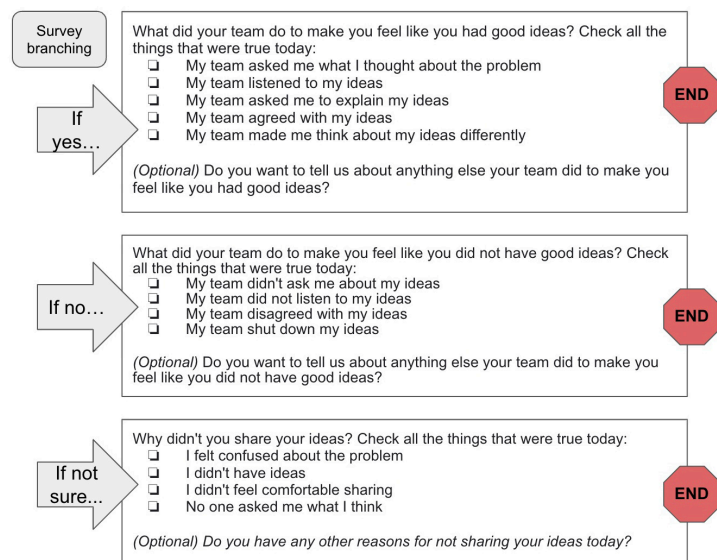 Survey
branching
If
yes…
What did your team do to make you feel like you had good ideas? Check all the
things that were true today:
❏ My team asked me what I thought about the problem
❏ My team listened to my ideas
❏ My team asked me to explain my ideas
❏ My team agreed with my ideas
❏ My team made me think about my ideas differently
(Optional) Do you want to tell us about anything else your team did to make you
feel like you had good ideas?
END
If no…
What did your team do to make you feel like you did not have good ideas? Check
all the things that were true today:
❏ My team didn't ask me about my ideas
❏ My team did not listen to my ideas
❏ My team disagreed with my ideas
❏ My team shut down my ideas
(Optional) Do you want to tell us about anything else your team did to make you
feel like you did not have good ideas?
END
If not
sure...
Why didn't you share your ideas? Check all the things that were true today:
❏ I felt confused about the problem
❏ I didn't have ideas
❏ I didn't feel comfortable sharing
❏ No one asked me what I think
(Optional) Do you have any other reasons for not sharing your ideas today?
END